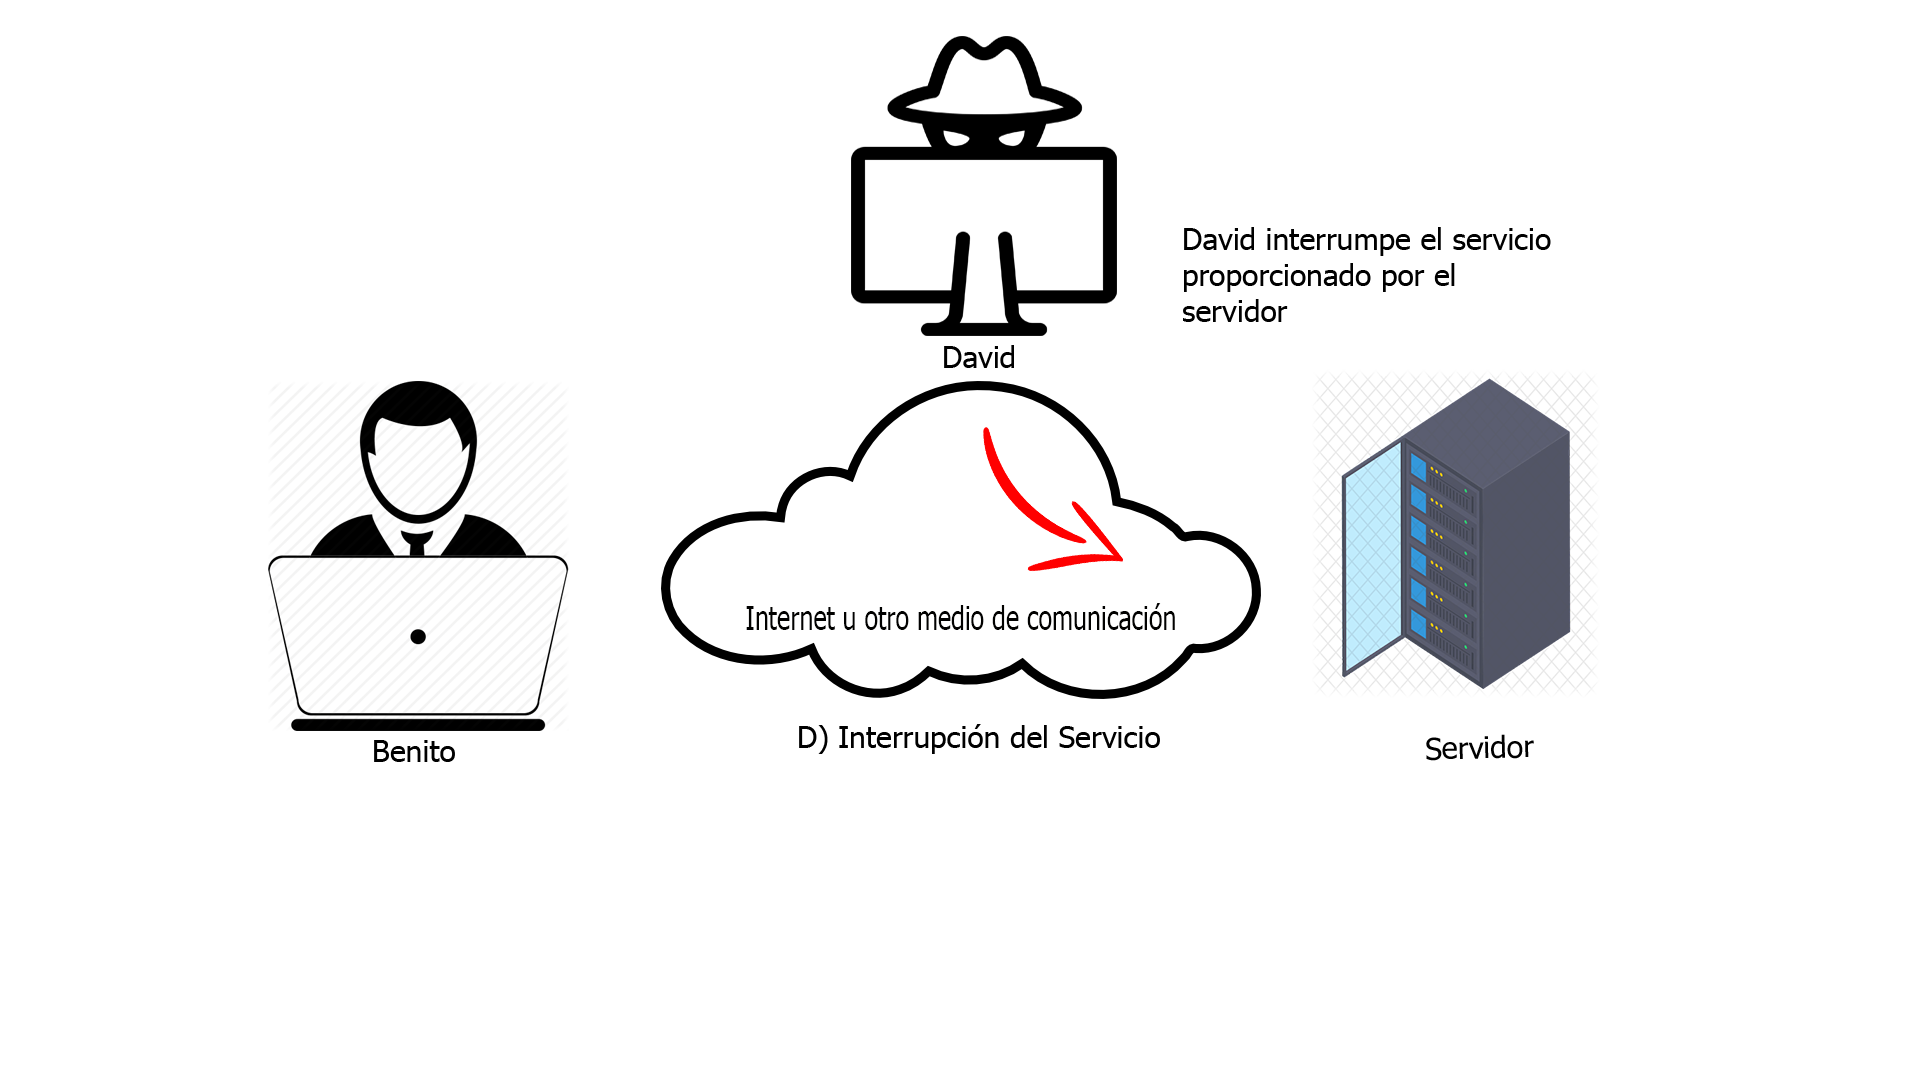 David interrumpe el servicio
proporcionado por el
servidor
David
Internet u otro medio de comunicación
D) Interrupción del Servicio
Benito
Servidor